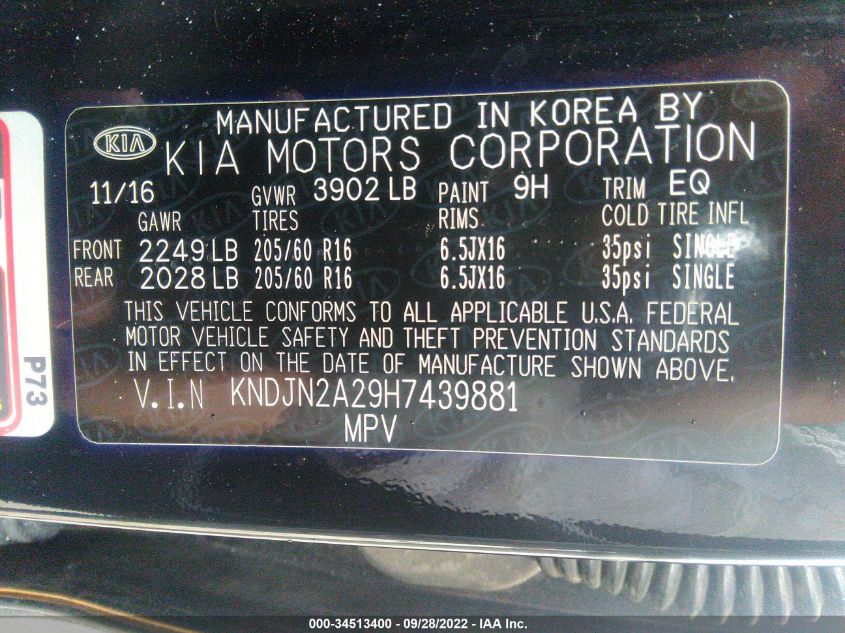 MANUFACTURED IN KOREA BY
KIA KIA MOTORS CORPORATION
11/16 GVWR 3902 LB PAINT 9H TRIM EQ
GAWR TIRES RIMS COLD TIRE INFL
FRONT 2249 LB 205/60 R16 6.5JX16 35psi SINGLE
REAR 2028 LB 205/60 R16 6.5JX16 35psi SINGLE
THIS VEHICLE CONFORMS TO ALL APPLICABLE U.S.A. FEDERAL
MOTOR VEHICLE SAFETY AND THEFT PREVENTION STANDARDS
IN EFFECT ON THE DATE OF MANUFACTURE SHOWN ABOVE.
V.I.N KNDJN2A29H7439881
MPV
P73
000-34513400 - 09/28/2022 - IAA Inc.